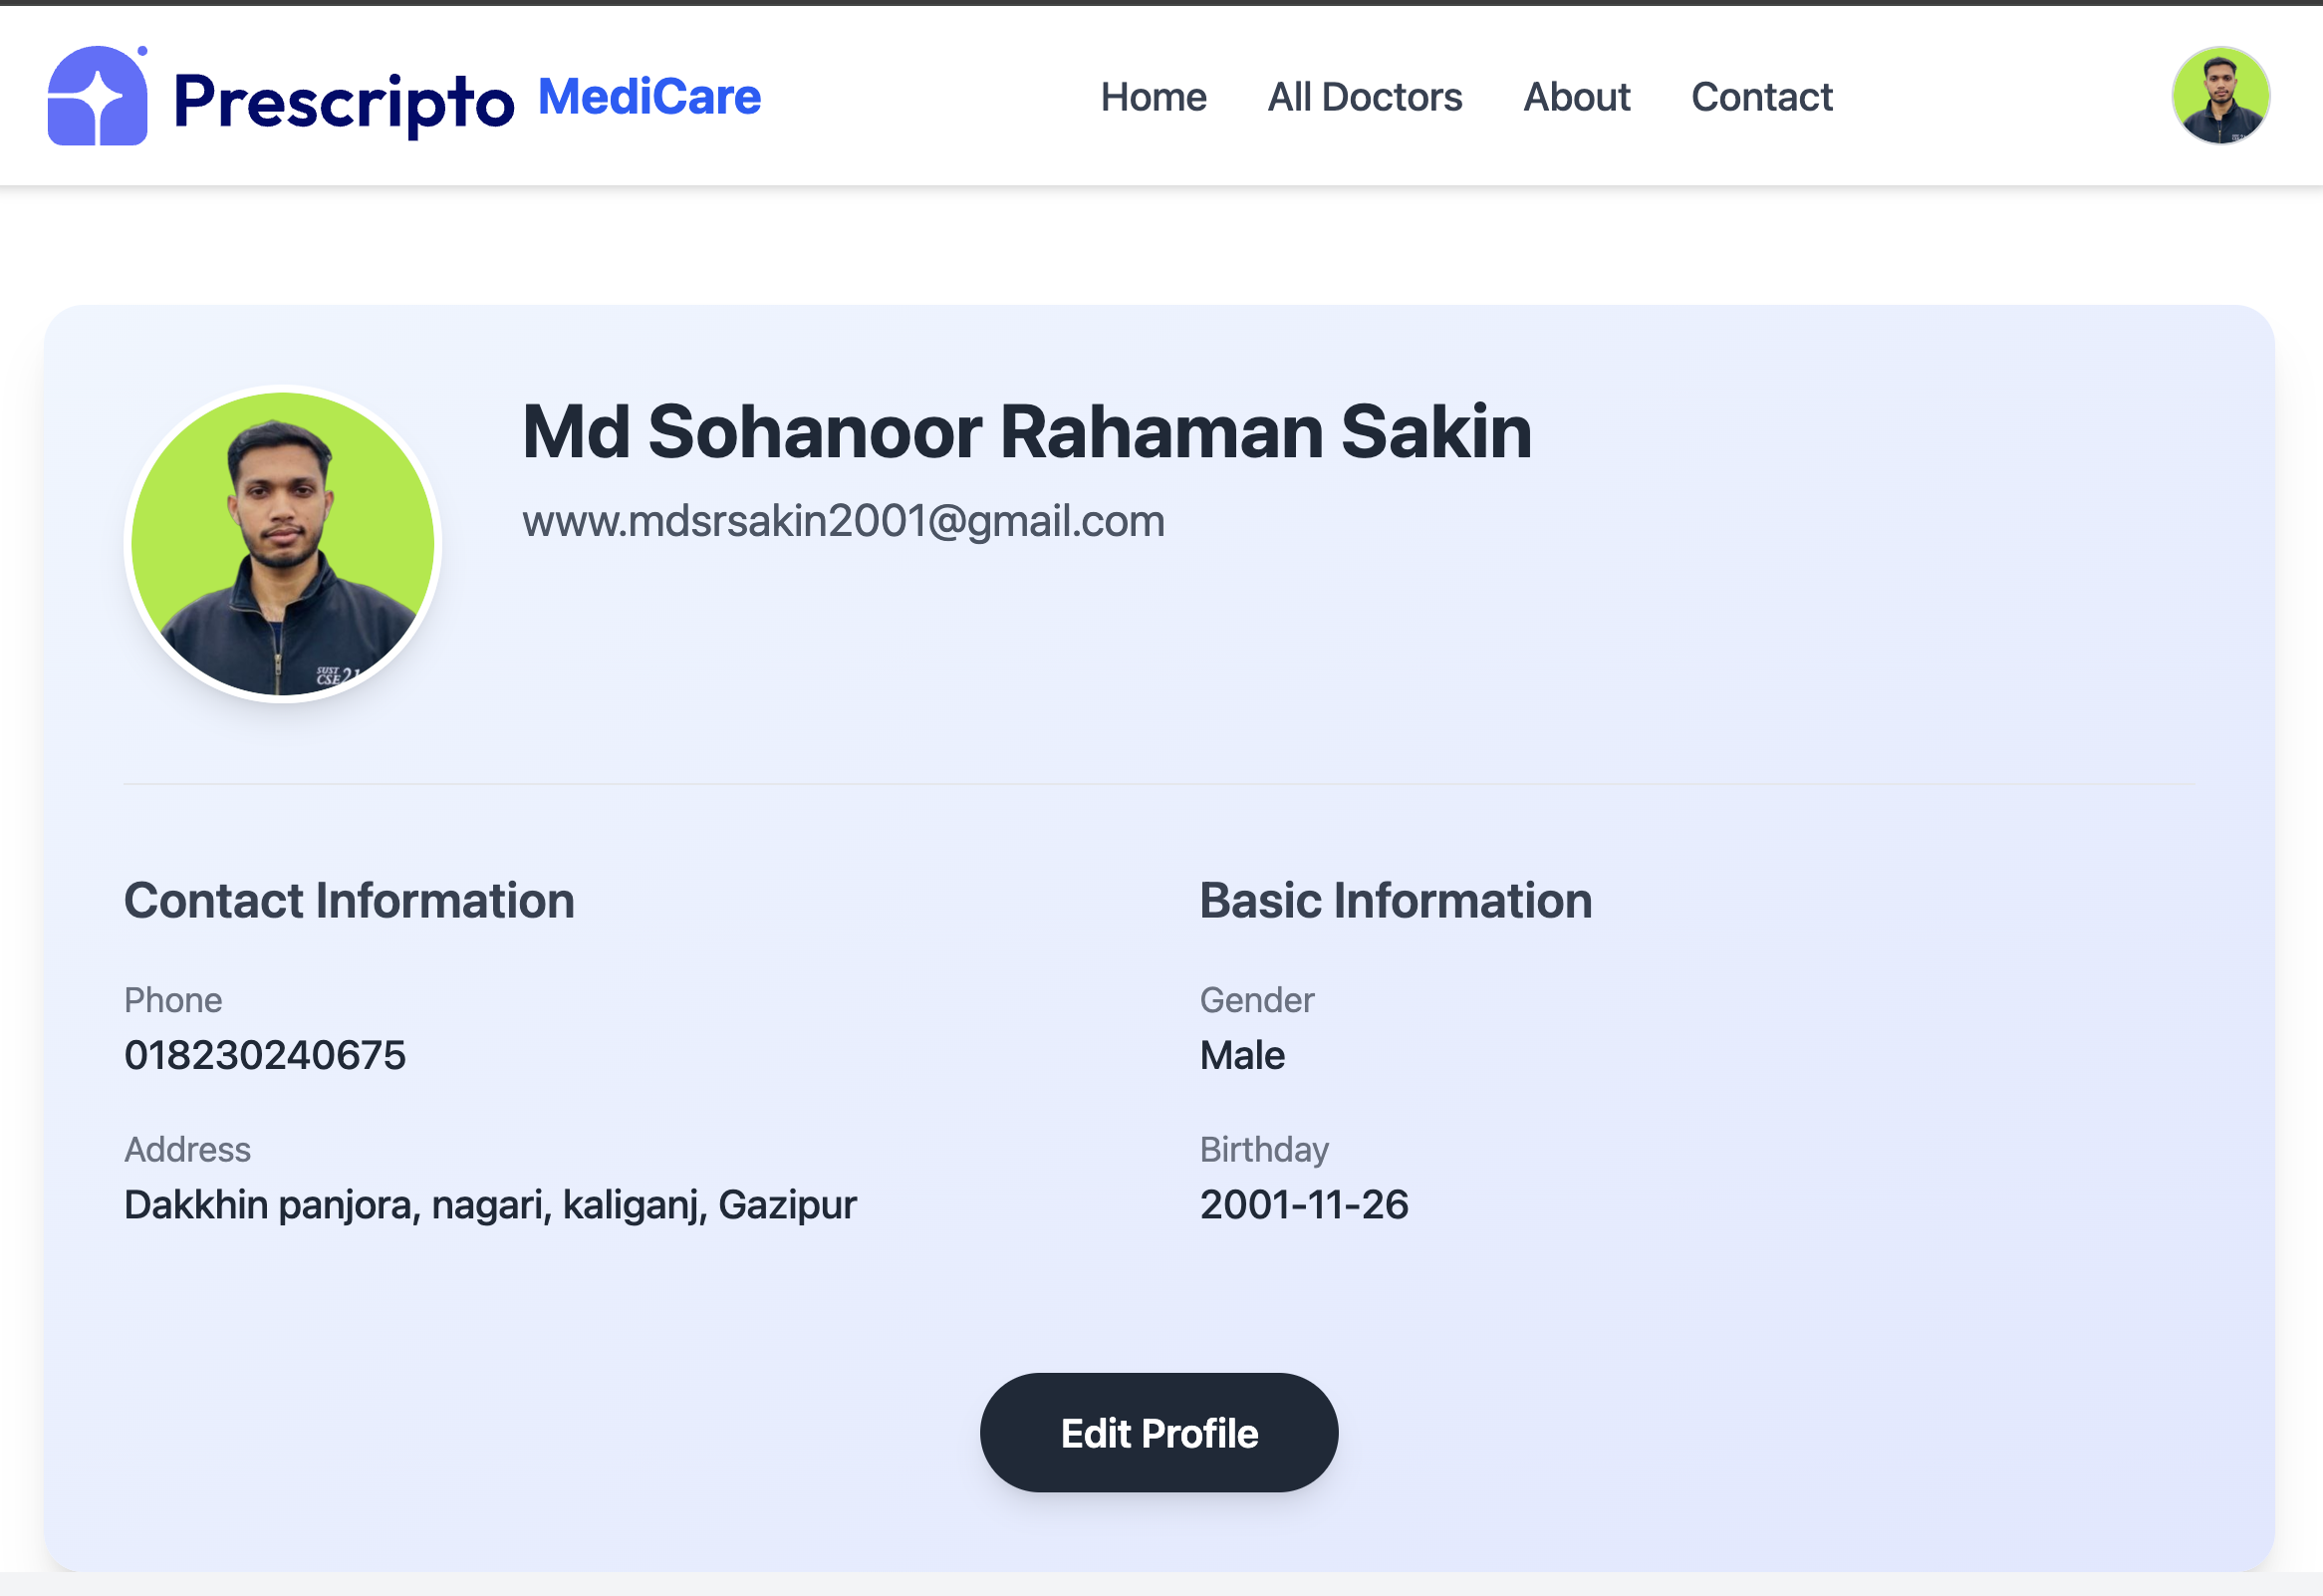 Prescripto MediCare
Home
All Doctors
About
Contact
Md Sohanoor Rahaman Sakin
www.mdsrsakin2001@gmail.com
SUST
CSE 21
Contact Information
Phone
018230240675
Address
Dakkhin panjora, nagari, kaliganj, Gazipur
Basic Information
Gender
Male
Birthday
2001-11-26
Edit Profile